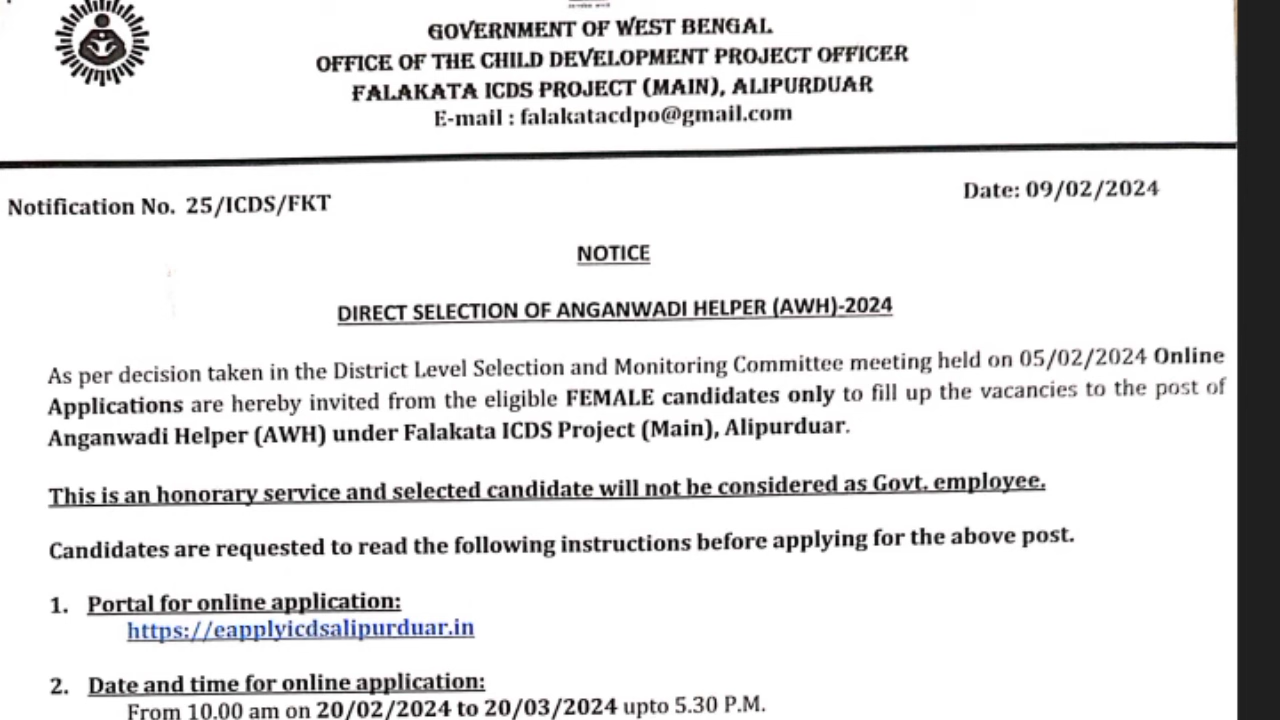 GOVERNMENT OF WEST BENGAL
OFFICE OF THE CHILD DEVELOPMENT PROJECT OFFICER
FALAKATA ICDS PROJECT (MAIN), ALIPURDUAR
E-mail : falakatacdpo@gmail.com
Notification No. 25/ICDS/FKT
Date: 09/02/2024
NOTICE
DIRECT SELECTION OF ANGANWADI HELPER (AWH)-2024
As per decision taken in the District Level Selection and Monitoring Committee meeting held on 05/02/2024 Online
Applications are hereby invited from the eligible FEMALE candidates only to fill up the vacancies to the post of
Anganwadi Helper (AWH) under Falakata ICDS Project (Main), Alipurduar.
This is an honorary service and selected candidate will not be considered as Govt. employee.
Candidates are requested to read the following instructions before applying for the above post.
1. Portal for online application:
https://eapplyicdsalipurduar.in
2. Date and time for online application:
From 10.00 am on 20/02/2024 to 20/03/2024 upto 5.30 P.M.